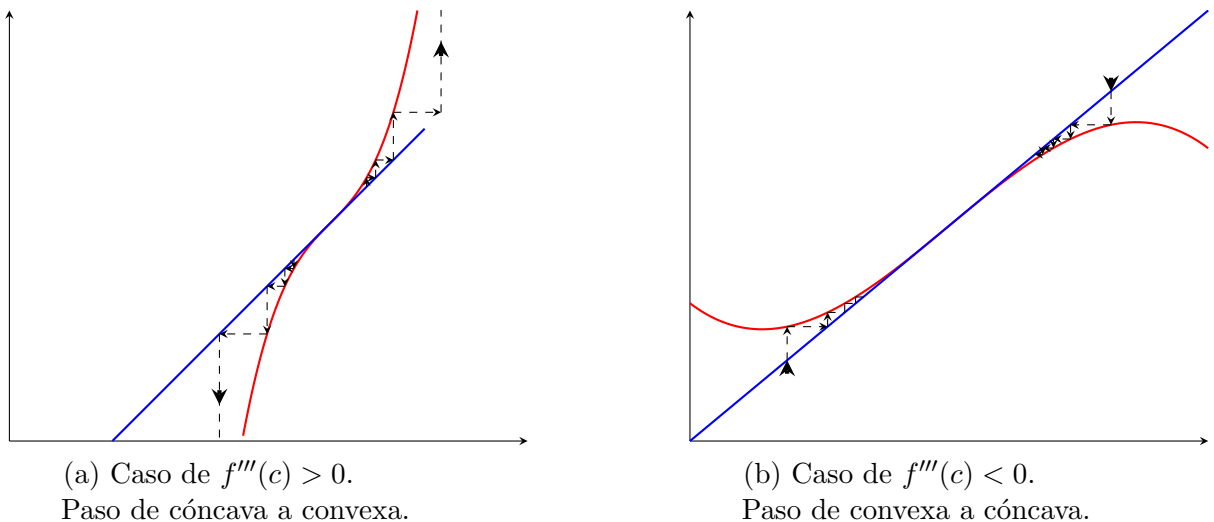 (a) Caso de f′′′(c) > 0.
Paso de cóncava a convexa.
(b) Caso de f′′′(c) < 0.
Paso de convexa a cóncava.